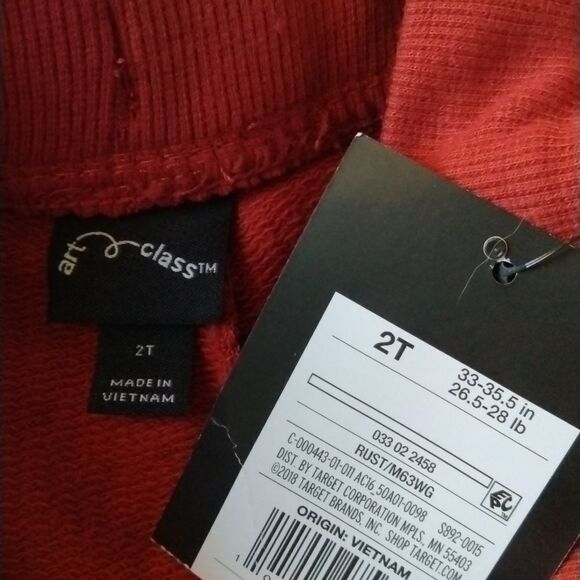 art class™
2T
MADE IN
VIETNAM
2T
33-35.5 in
26.5-28 lb
033 02 2458
RUST/M63WG
C-000443-01-011 AC16_50A01-0098 S892-0015
DIST. BY TARGET CORPORATION MPLS, MN 55403
©2018 TARGET BRANDS, INC. SHOP TARGET.COM
ORIGIN: VIETNAM